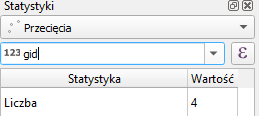 Statystyki
Przecięcia
123 gid
ε
Statystyka Wartość
Liczba 4